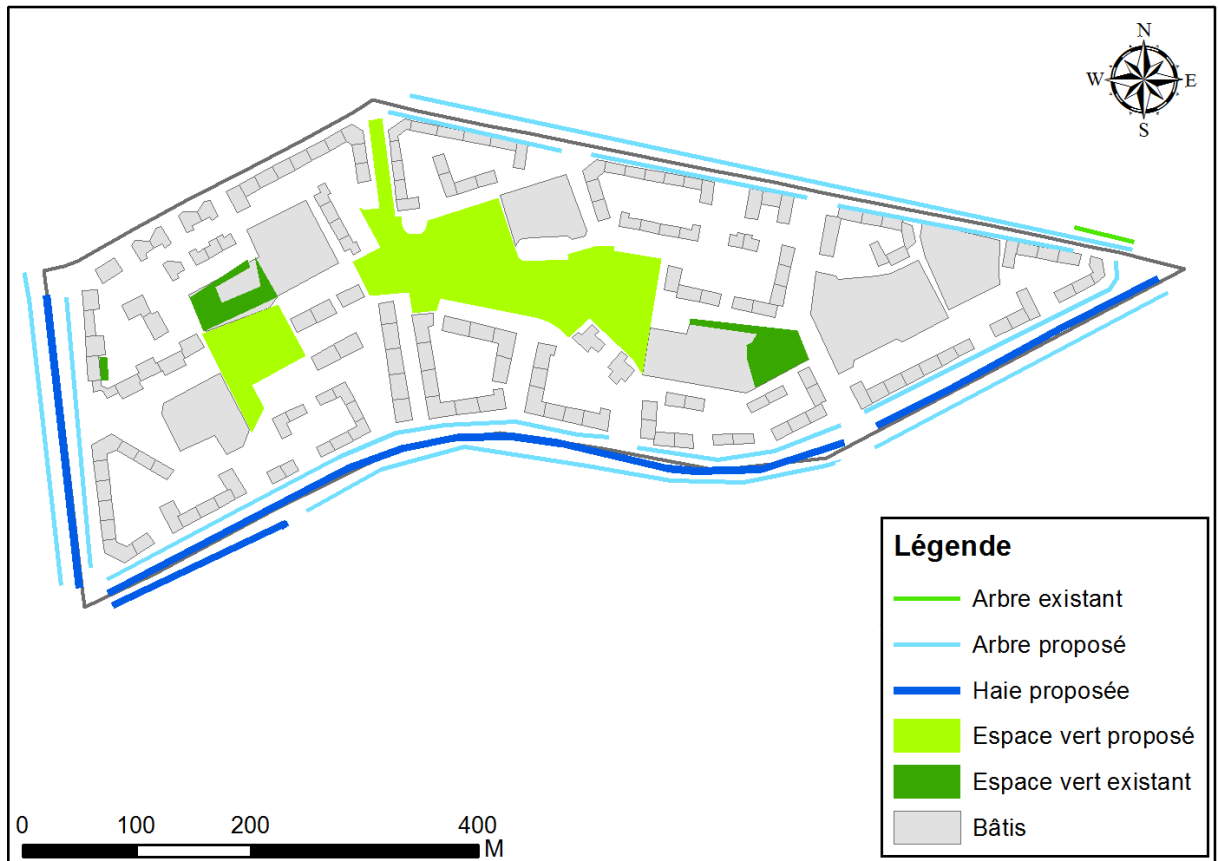 N
W E
S
Légende
Arbre existant
Arbre proposé
Haie proposée
Espace vert proposé
Espace vert existant
Bâtis
0 100 200 400
M